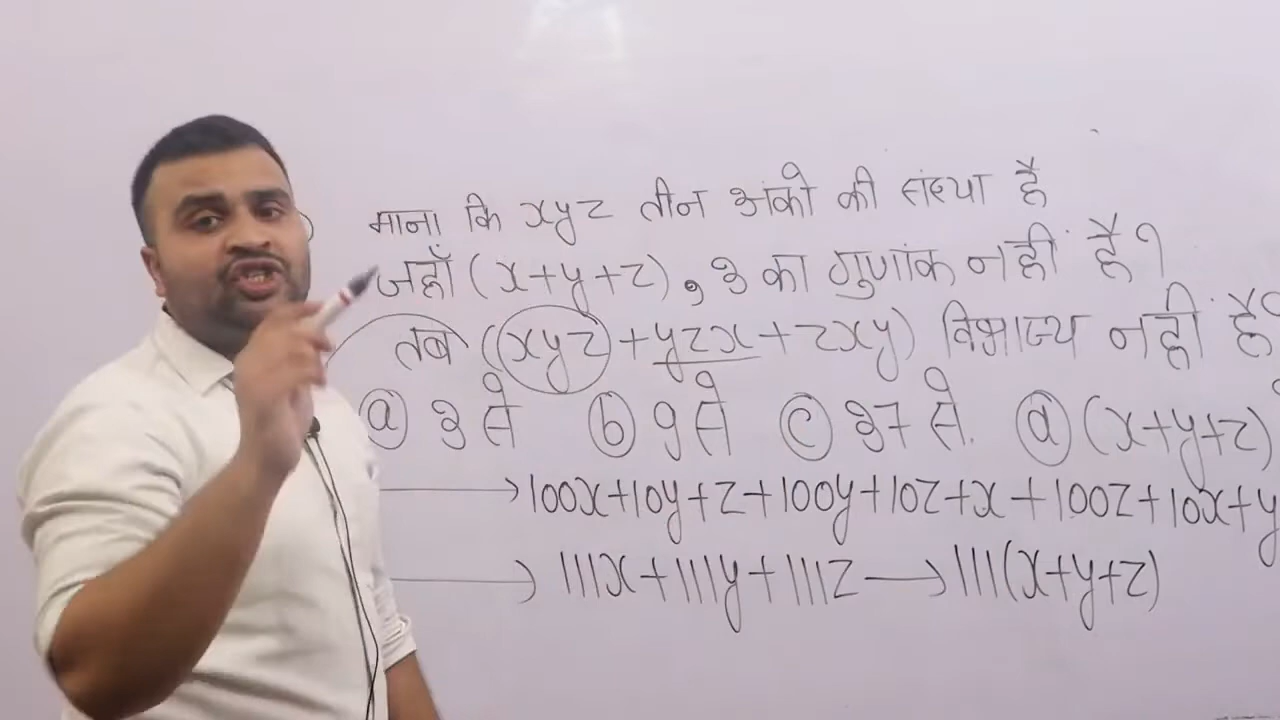 माना कि xyz तीन अंको की संख्या है
जहाँ (x+y+z), 3 का गुणांक नहीं है।
तब (xyz + yzx + zxy) विभाज्य नहीं है
(a) 3 से (b) 9 से (c) 37 से. (d) (x+y+z)
→ 100x+10y+z+100y+10z+x+100z+10x+y
→ 111x+111y+111z → 111(x+y+z)